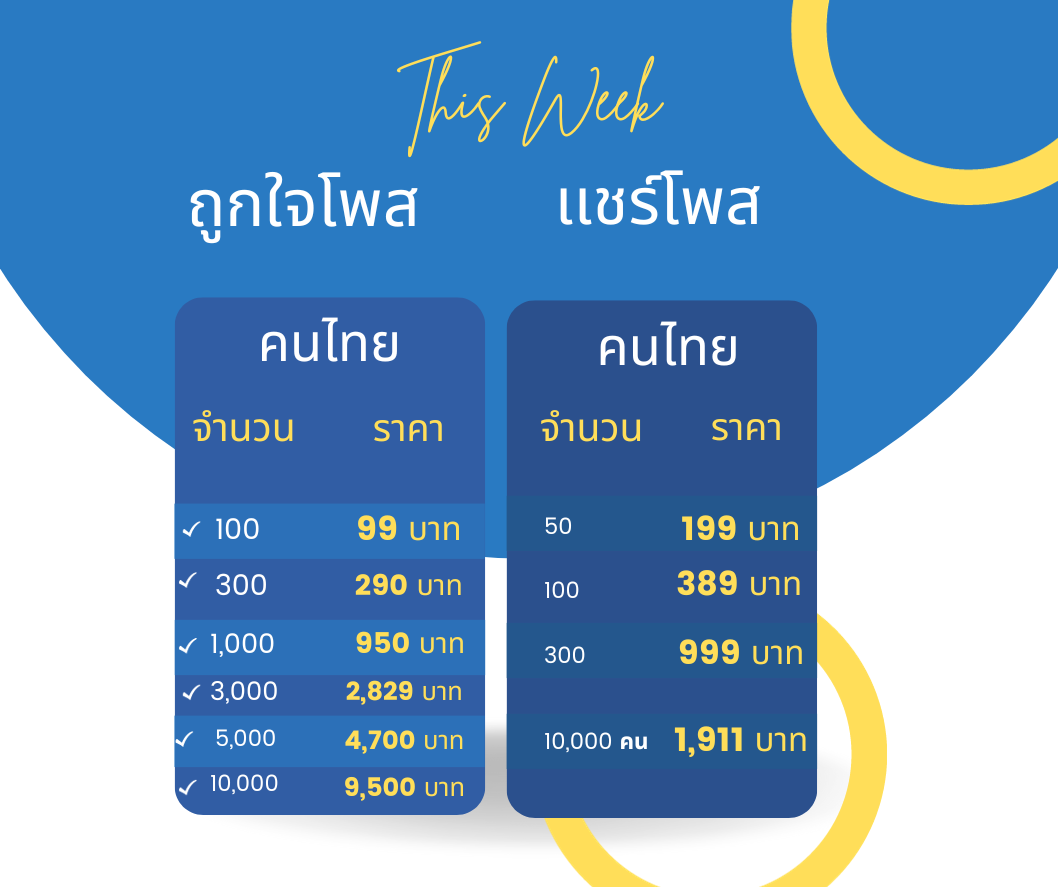 This Week
ถูกใจโพส
แชร์โพส
คนไทย
จำนวน ราคา
100 99 บาท
300 290 บาท
1,000 950 บาท
3,000 2,829 บาท
5,000 4,700 บาท
10,000 9,500 บาท
คนไทย
จำนวน ราคา
50 199 บาท
100 389 บาท
300 999 บาท
10,000 คน 1,911 บาท